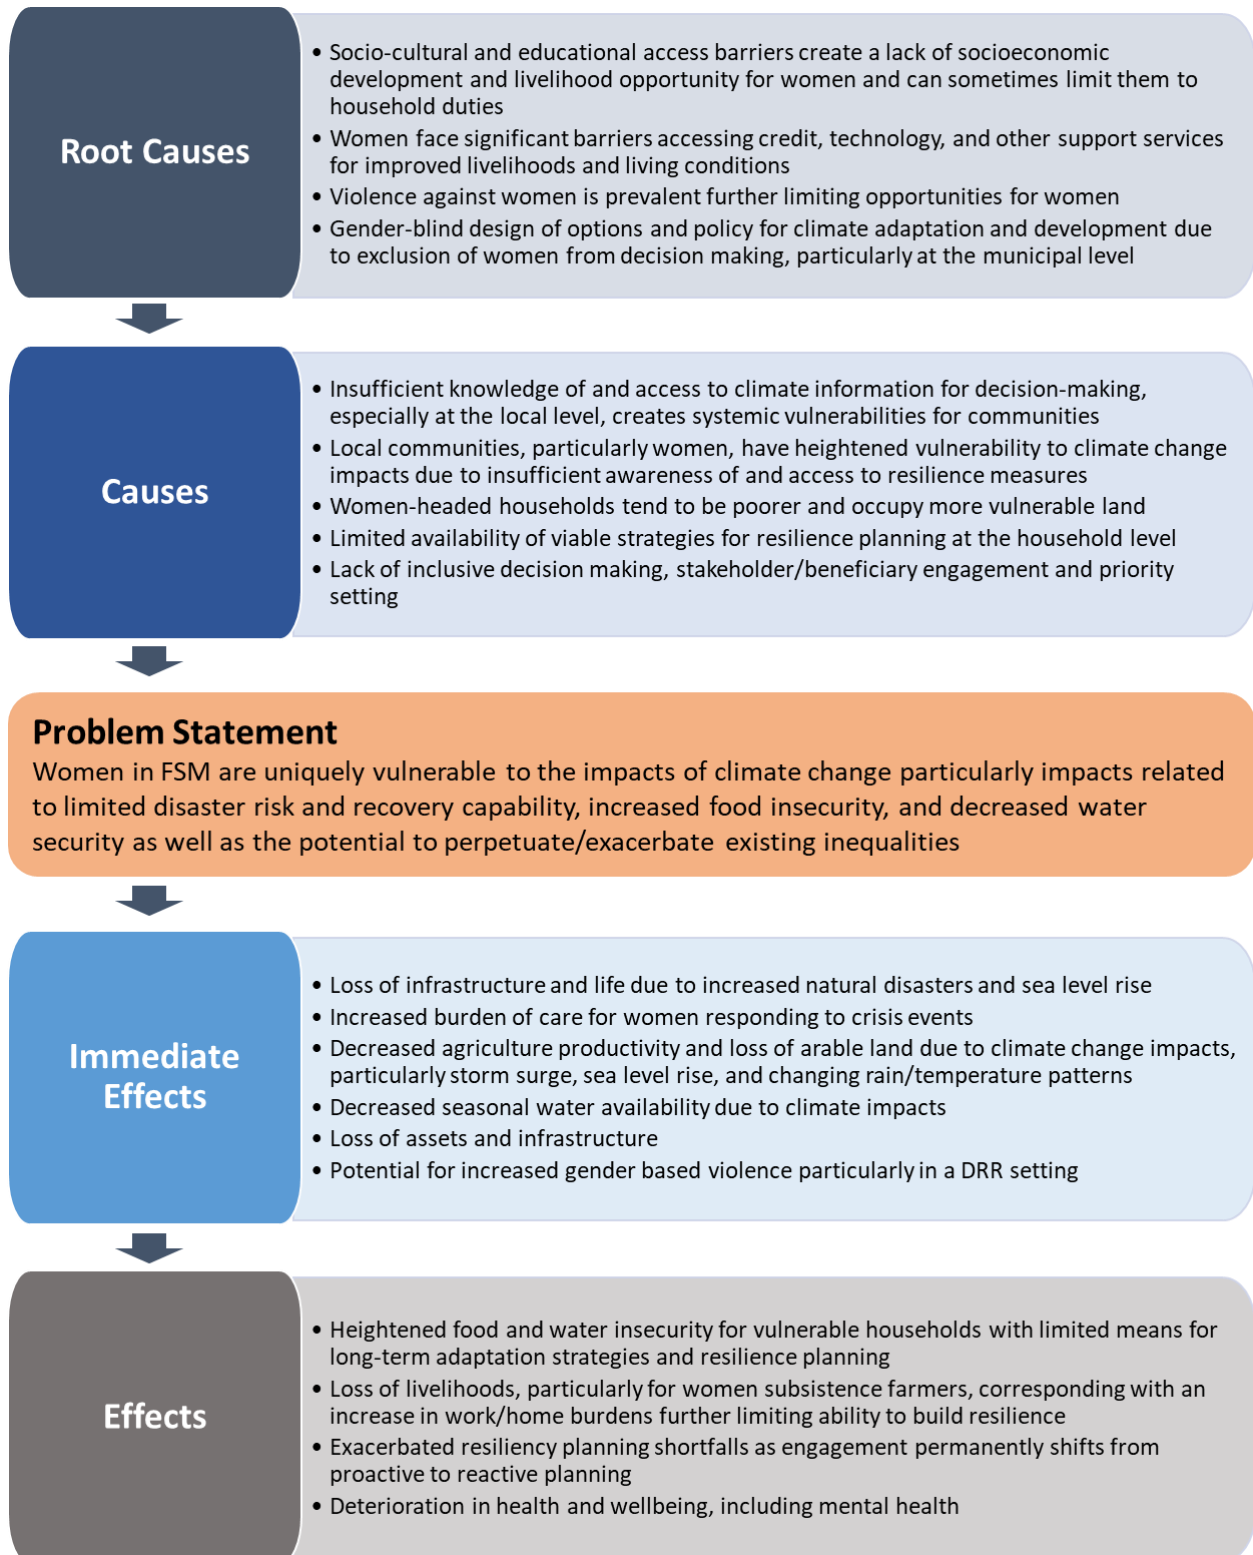 Root Causes
• Socio-cultural and educational access barriers create a lack of socioeconomic
development and livelihood opportunity for women and can sometimes limit them to
household duties
• Women face significant barriers accessing credit, technology, and other support services
for improved livelihoods and living conditions
• Violence against women is prevalent further limiting opportunities for women
• Gender-blind design of options and policy for climate adaptation and development due
to exclusion of women from decision making, particularly at the municipal level
Causes
• Insufficient knowledge of and access to climate information for decision-making,
especially at the local level, creates systemic vulnerabilities for communities
• Local communities, particularly women, have heightened vulnerability to climate change
impacts due to insufficient awareness of and access to resilience measures
• Women-headed households tend to be poorer and occupy more vulnerable land
• Limited availability of viable strategies for resilience planning at the household level
• Lack of inclusive decision making, stakeholder/beneficiary engagement and priority
setting
Problem Statement
Women in FSM are uniquely vulnerable to the impacts of climate change particularly impacts related
to limited disaster risk and recovery capability, increased food insecurity, and decreased water
security as well as the potential to perpetuate/exacerbate existing inequalities
Immediate
Effects
• Loss of infrastructure and life due to increased natural disasters and sea level rise
• Increased burden of care for women responding to crisis events
• Decreased agriculture productivity and loss of arable land due to climate change impacts,
particularly storm surge, sea level rise, and changing rain/temperature patterns
• Decreased seasonal water availability due to climate impacts
• Loss of assets and infrastructure
• Potential for increased gender based violence particularly in a DRR setting
Effects
• Heightened food and water insecurity for vulnerable households with limited means for
long-term adaptation strategies and resilience planning
• Loss of livelihoods, particularly for women subsistence farmers, corresponding with an
increase in work/home burdens further limiting ability to build resilience
• Exacerbated resiliency planning shortfalls as engagement permanently shifts from
proactive to reactive planning
• Deterioration in health and wellbeing, including mental health